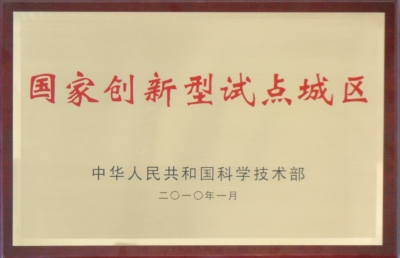 国家创新型试点城区
中华人民共和国科学技术部
二〇一〇年一月